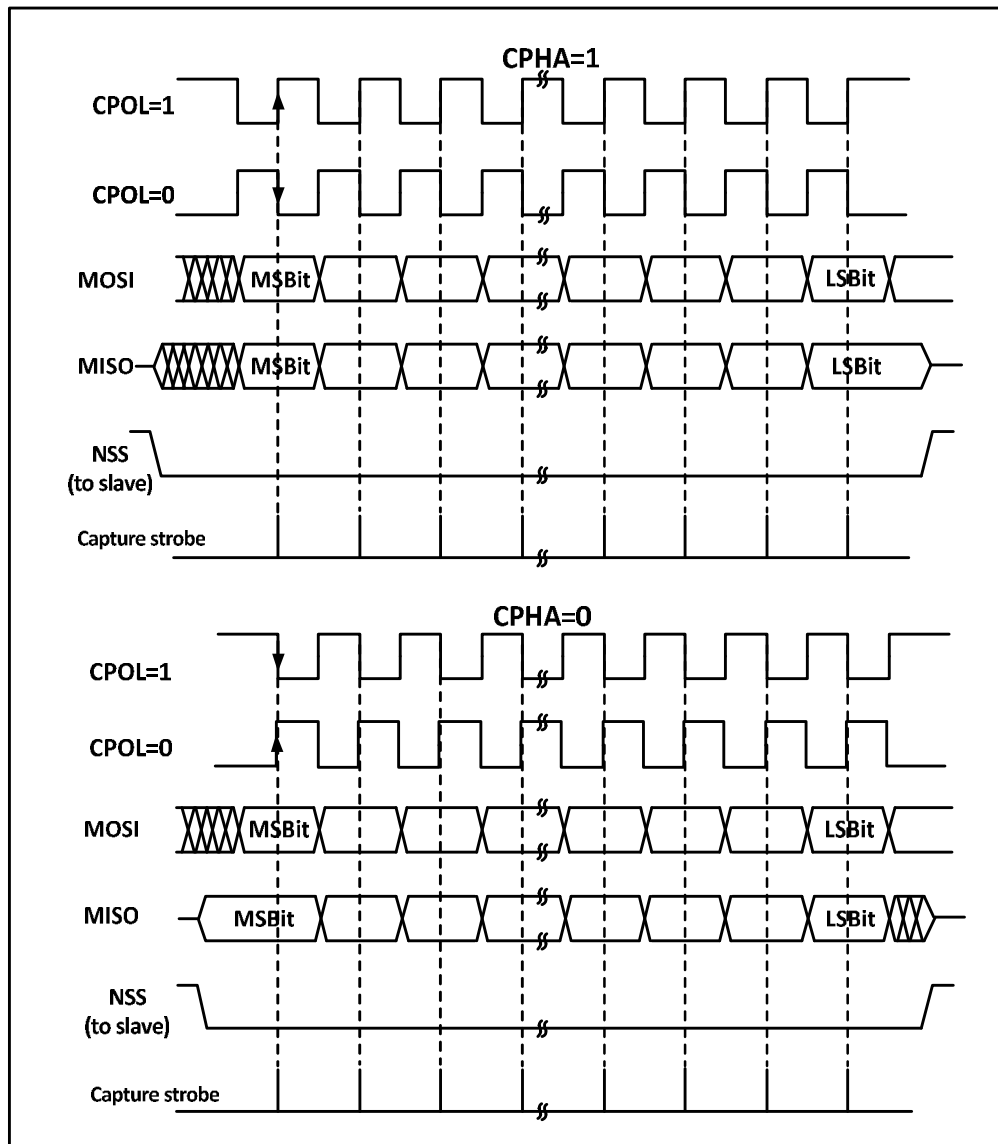 CPHA=1
CPOL=1
CPOL=0
MOSI
MSBit
LSBit
MISO
MSBit
LSBit
NSS
(to slave)
Capture strobe
CPHA=0
CPOL=1
CPOL=0
MOSI
MSBit
LSBit
MISO
MSBit
LSBit
NSS
(to slave)
Capture strobe